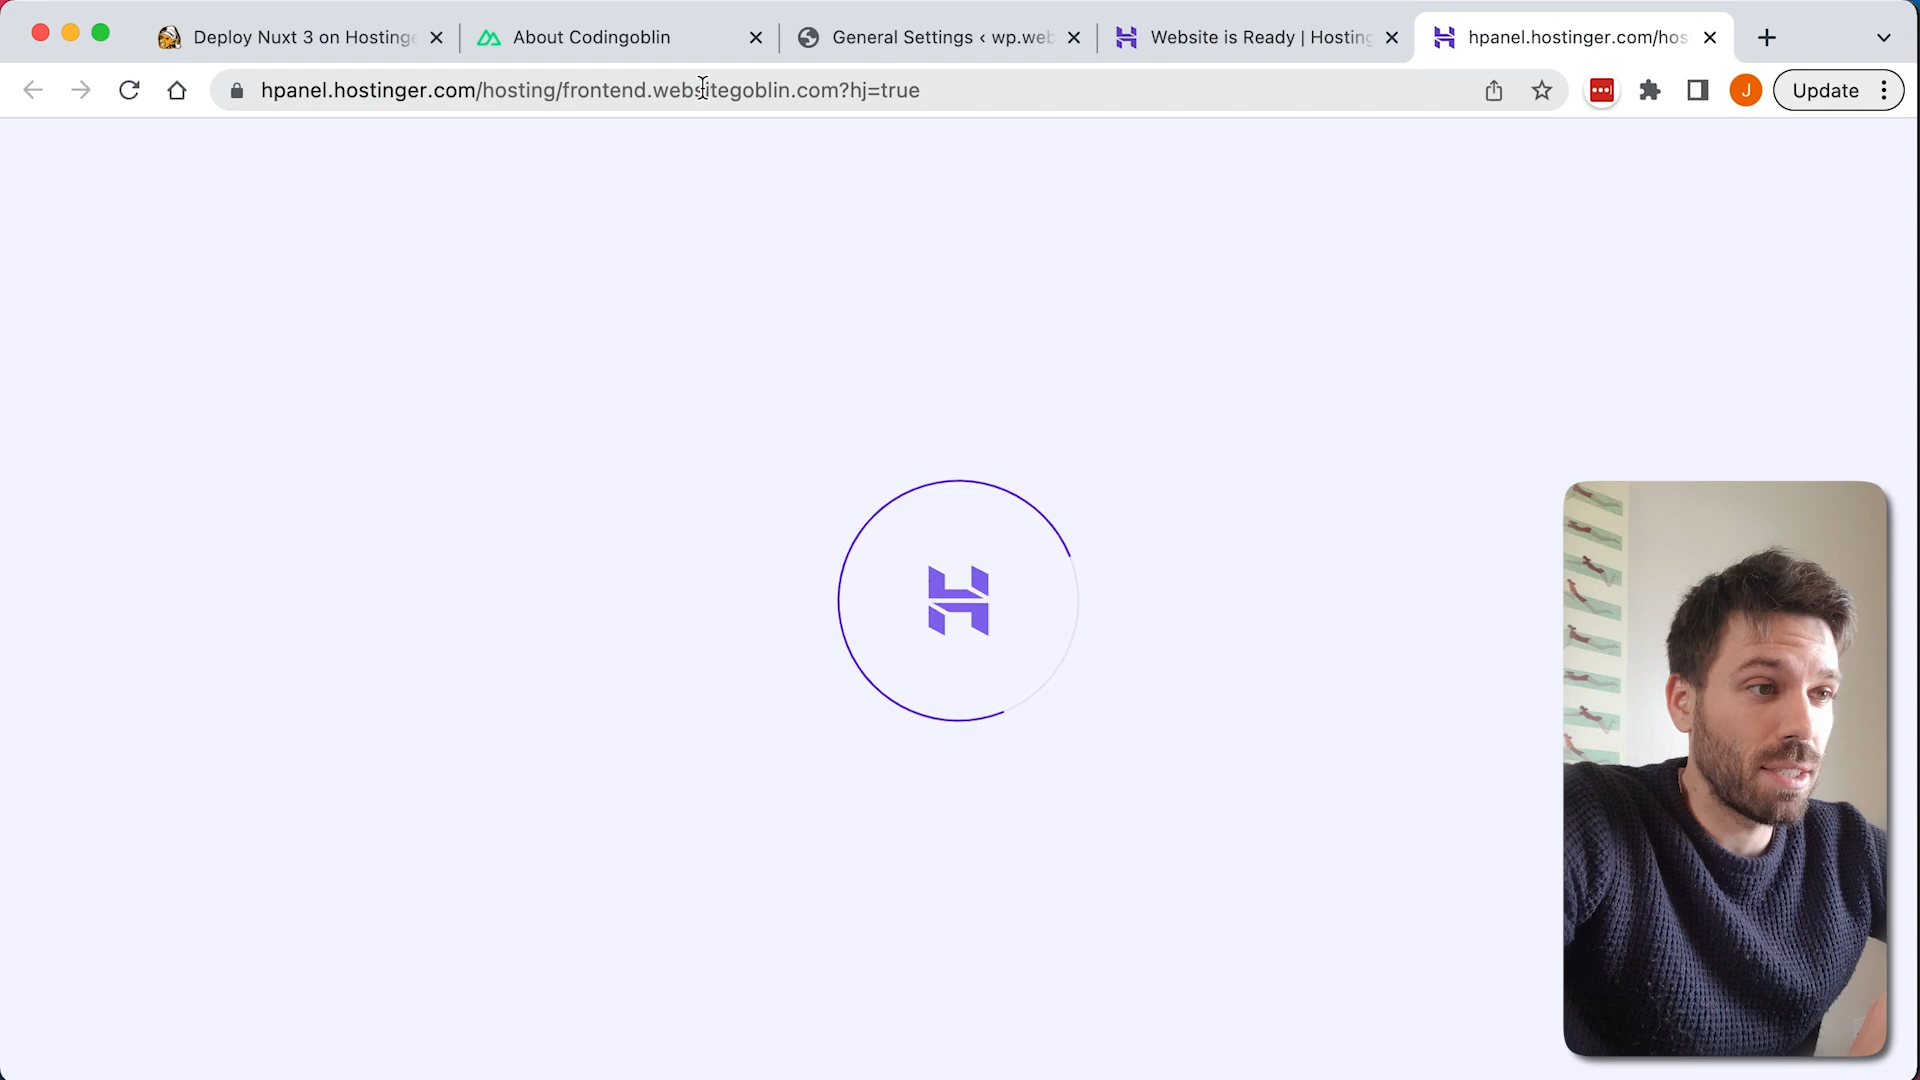 Deploy Nuxt 3 on Hostinge
About Codingoblin
General Settings ‹ wp.web
Website is Ready | Hosting
hpanel.hostinger.com/hos
hpanel.hostinger.com/hosting/frontend.websitegoblin.com?hj=true
J
Update